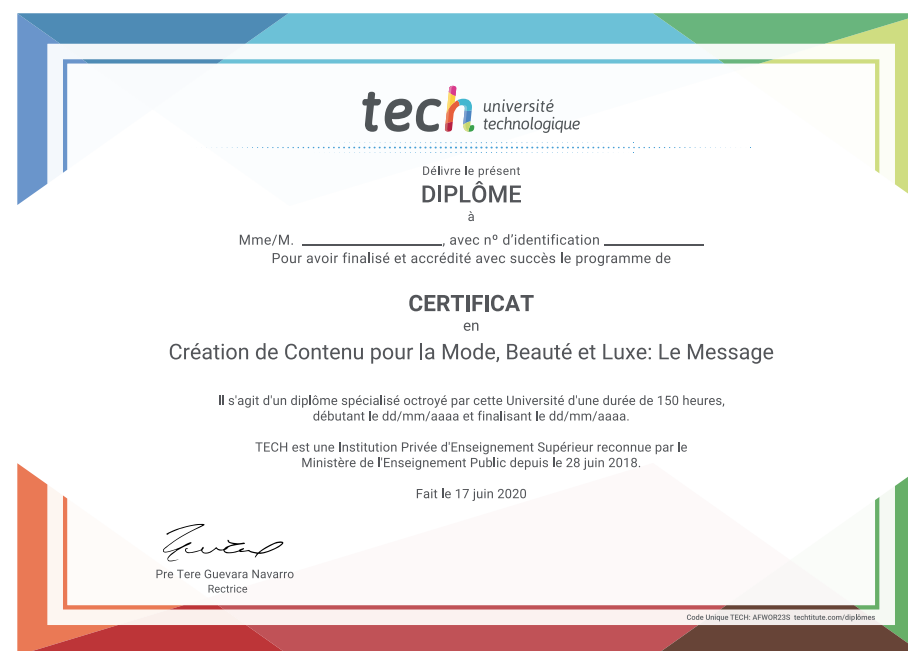 tech université
technologique
Délivre le présent
DIPLÔME
à
Mme/M. ____________________, avec nº d'identification ______________
Pour avoir finalisé et accrédité avec succès le programme de
CERTIFICAT
en
Création de Contenu pour la Mode, Beauté et Luxe: Le Message
Il s'agit d'un diplôme spécialisé octroyé par cette Université d'une durée de 150 heures,
débutant le dd/mm/aaaa et finalisant le dd/mm/aaaa.
TECH est une Institution Privée d'Enseignement Supérieur reconnue par le
Ministère de l'Enseignement Public depuis le 28 juin 2018.
Fait le 17 juin 2020
Pre Tere Guevara Navarro
Rectrice
Code Unique TECH: AFWOR23S techtitute.com/diplômes